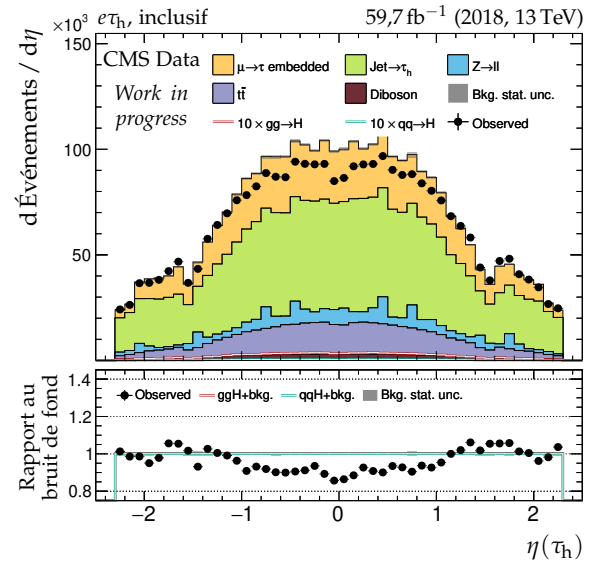 eτh, inclusif 59,7 fb−1 (2018, 13 TeV)
×10³
150
100
50
d Événements / dη
CMS Data
Work in
progress
μ→τ embedded Jet→τh Z→ll
tt̄ Diboson Bkg. stat. unc.
10 × gg→H 10 × qq→H Observed
1.4
1.2
1
0.8
Rapport au
bruit de fond
Observed ggH+bkg. qqH+bkg. Bkg. stat. unc.
−2 −1 0 1 2
η(τh)